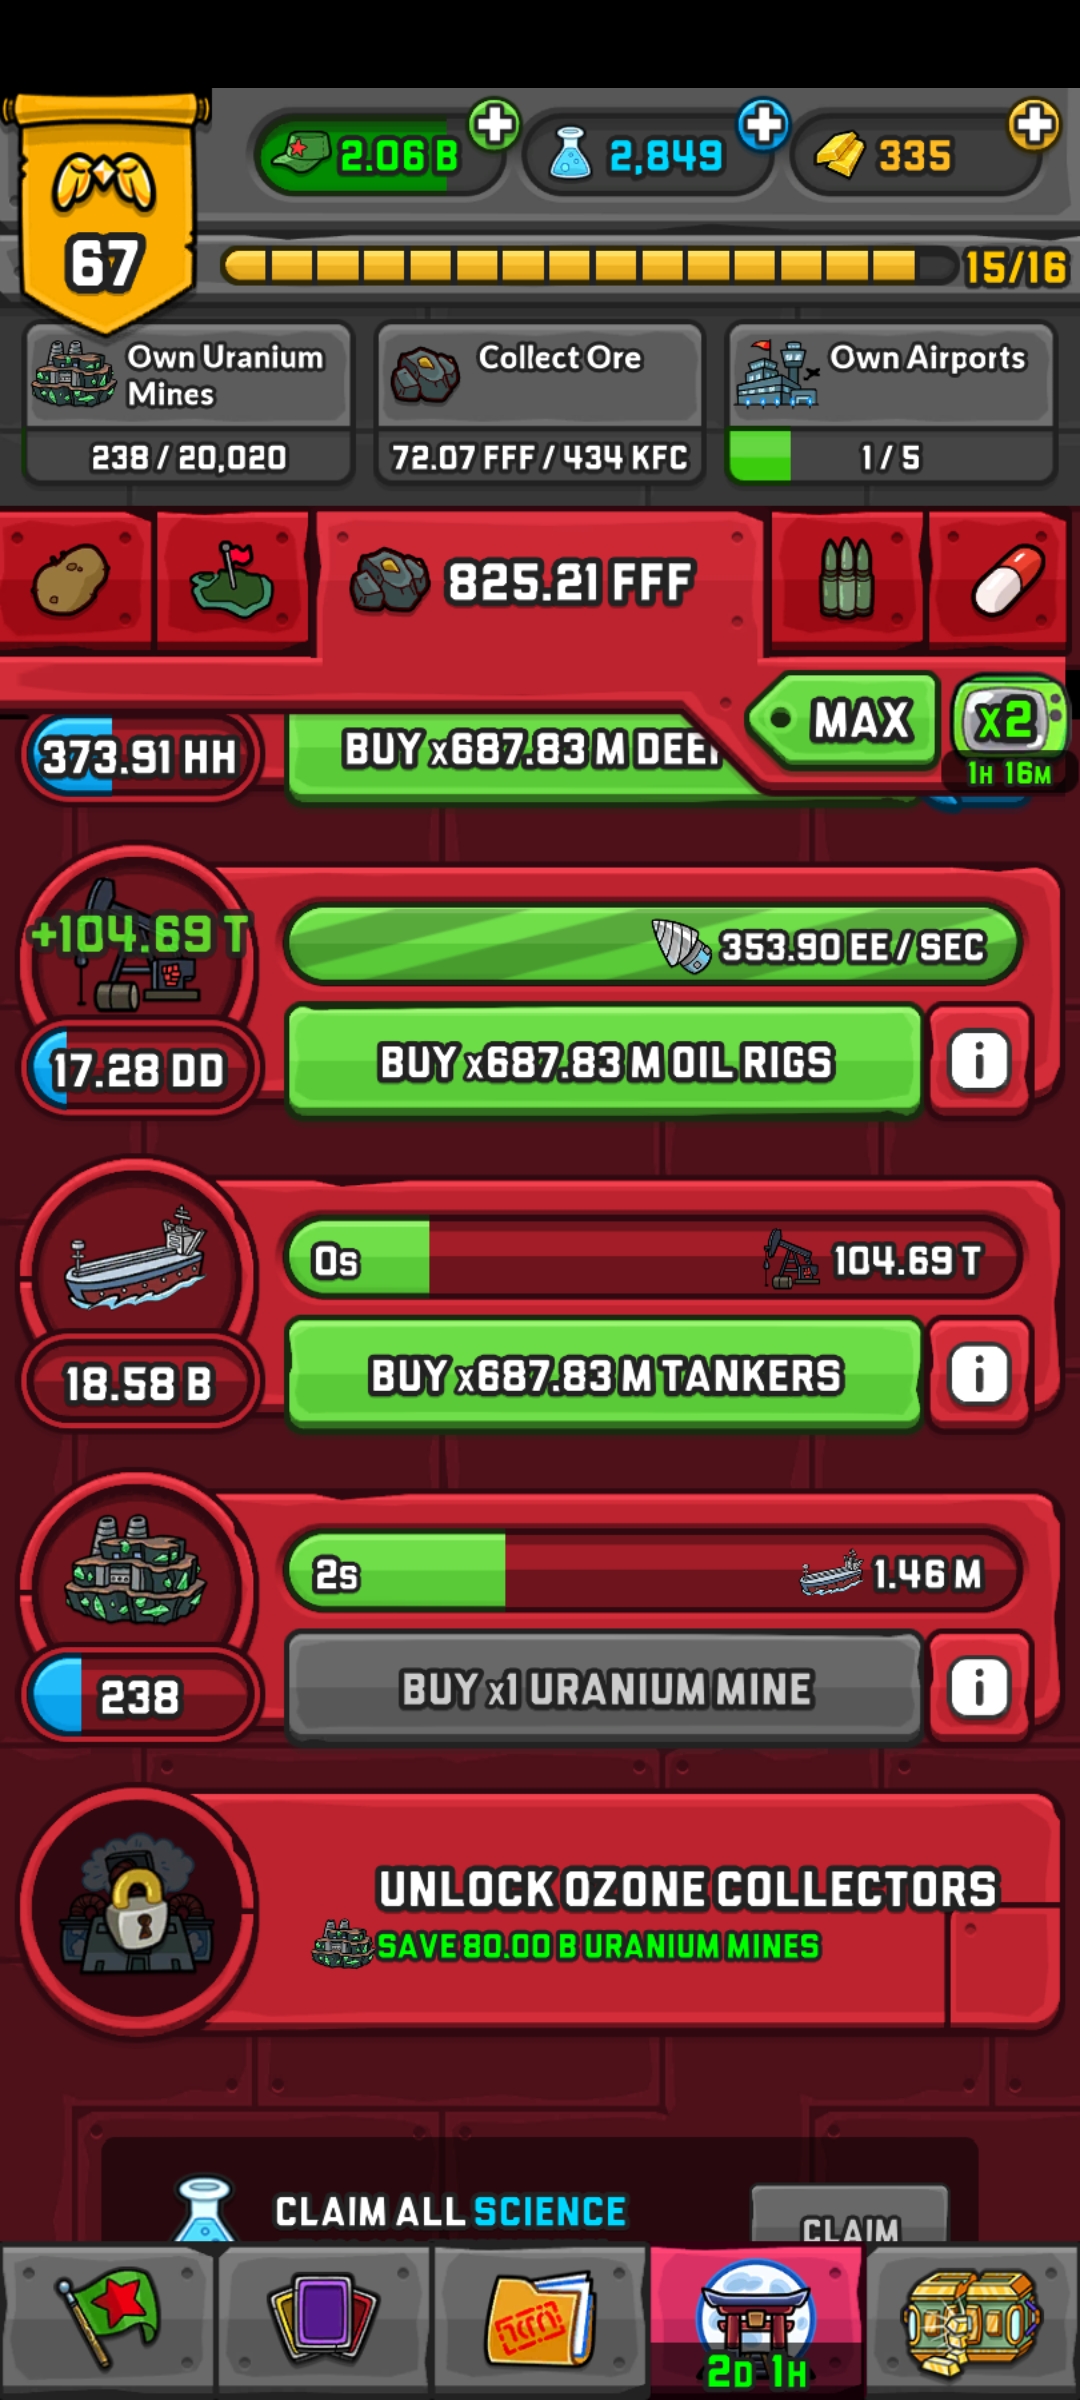 2.06 B
2,849
335
67
15/16
Own Uranium
Mines
238 / 20,020
Collect Ore
72.07 FFF / 434 KFC
Own Airports
1 / 5
825.21 FFF
MAX
x2
1H 16M
373.91 HH
BUY x687.83 M
+104.69 T
353.90 EE / SEC
17.28 DD
BUY x687.83 M OIL RIGS
i
0s
104.69 T
18.58 B
BUY x687.83 M TANKERS
i
2s
1.46 M
238
BUY x1 URANIUM MINE
i
UNLOCK OZONE COLLECTORS
SAVE 80.00 B URANIUM MINES
CLAIM ALL SCIENCE
CLAIM
2D 1H